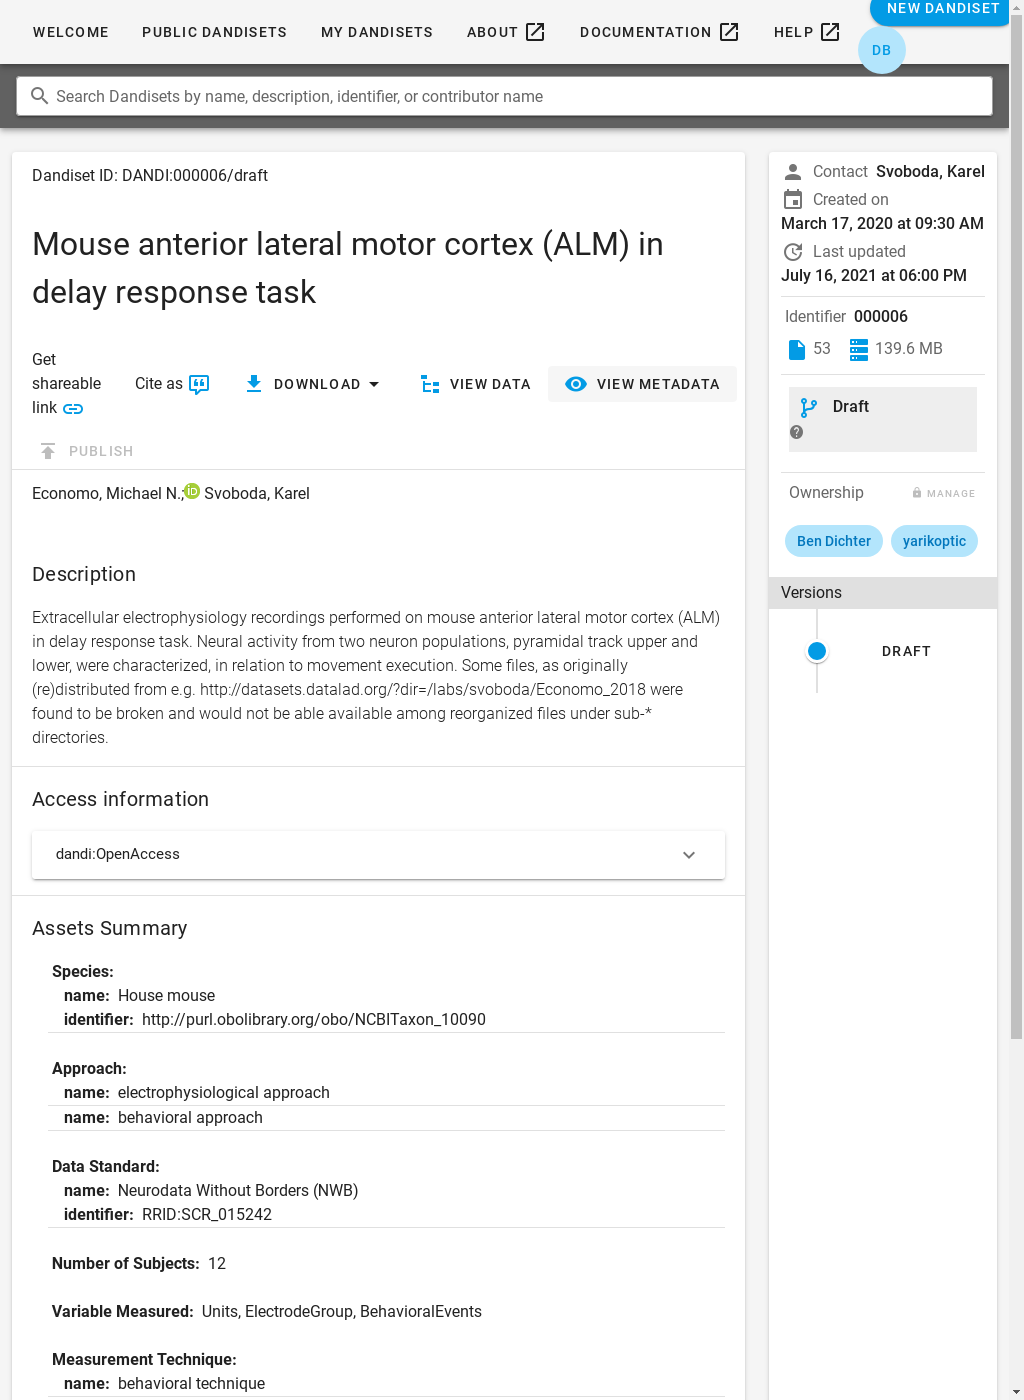 WELCOME PUBLIC DANDISETS MY DANDISETS ABOUT DOCUMENTATION HELP NEW DANDISET
DB
Search Dandisets by name, description, identifier, or contributor name
Dandiset ID: DANDI:000006/draft
Mouse anterior lateral motor cortex (ALM) in
delay response task
Get
shareable
link
Cite as
DOWNLOAD
VIEW DATA
VIEW METADATA
PUBLISH
Economo, Michael N.; Svoboda, Karel
Description
Extracellular electrophysiology recordings performed on mouse anterior lateral motor cortex (ALM)
in delay response task. Neural activity from two neuron populations, pyramidal track upper and
lower, were characterized, in relation to movement execution. Some files, as originally
(re)distributed from e.g. http://datasets.datalad.org/?dir=/labs/svoboda/Economo_2018 were
found to be broken and would not be able available among reorganized files under sub-*
directories.
Access information
dandi:OpenAccess
Assets Summary
Species:
name: House mouse
identifier: http://purl.obolibrary.org/obo/NCBITaxon_10090
Approach:
name: electrophysiological approach
name: behavioral approach
Data Standard:
name: Neurodata Without Borders (NWB)
identifier: RRID:SCR_015242
Number of Subjects: 12
Variable Measured: Units, ElectrodeGroup, BehavioralEvents
Measurement Technique:
name: behavioral technique
Contact Svoboda, Karel
Created on
March 17, 2020 at 09:30 AM
Last updated
July 16, 2021 at 06:00 PM
Identifier 000006
53 139.6 MB
Draft
Ownership MANAGE
Ben Dichter yarikoptic
Versions
DRAFT